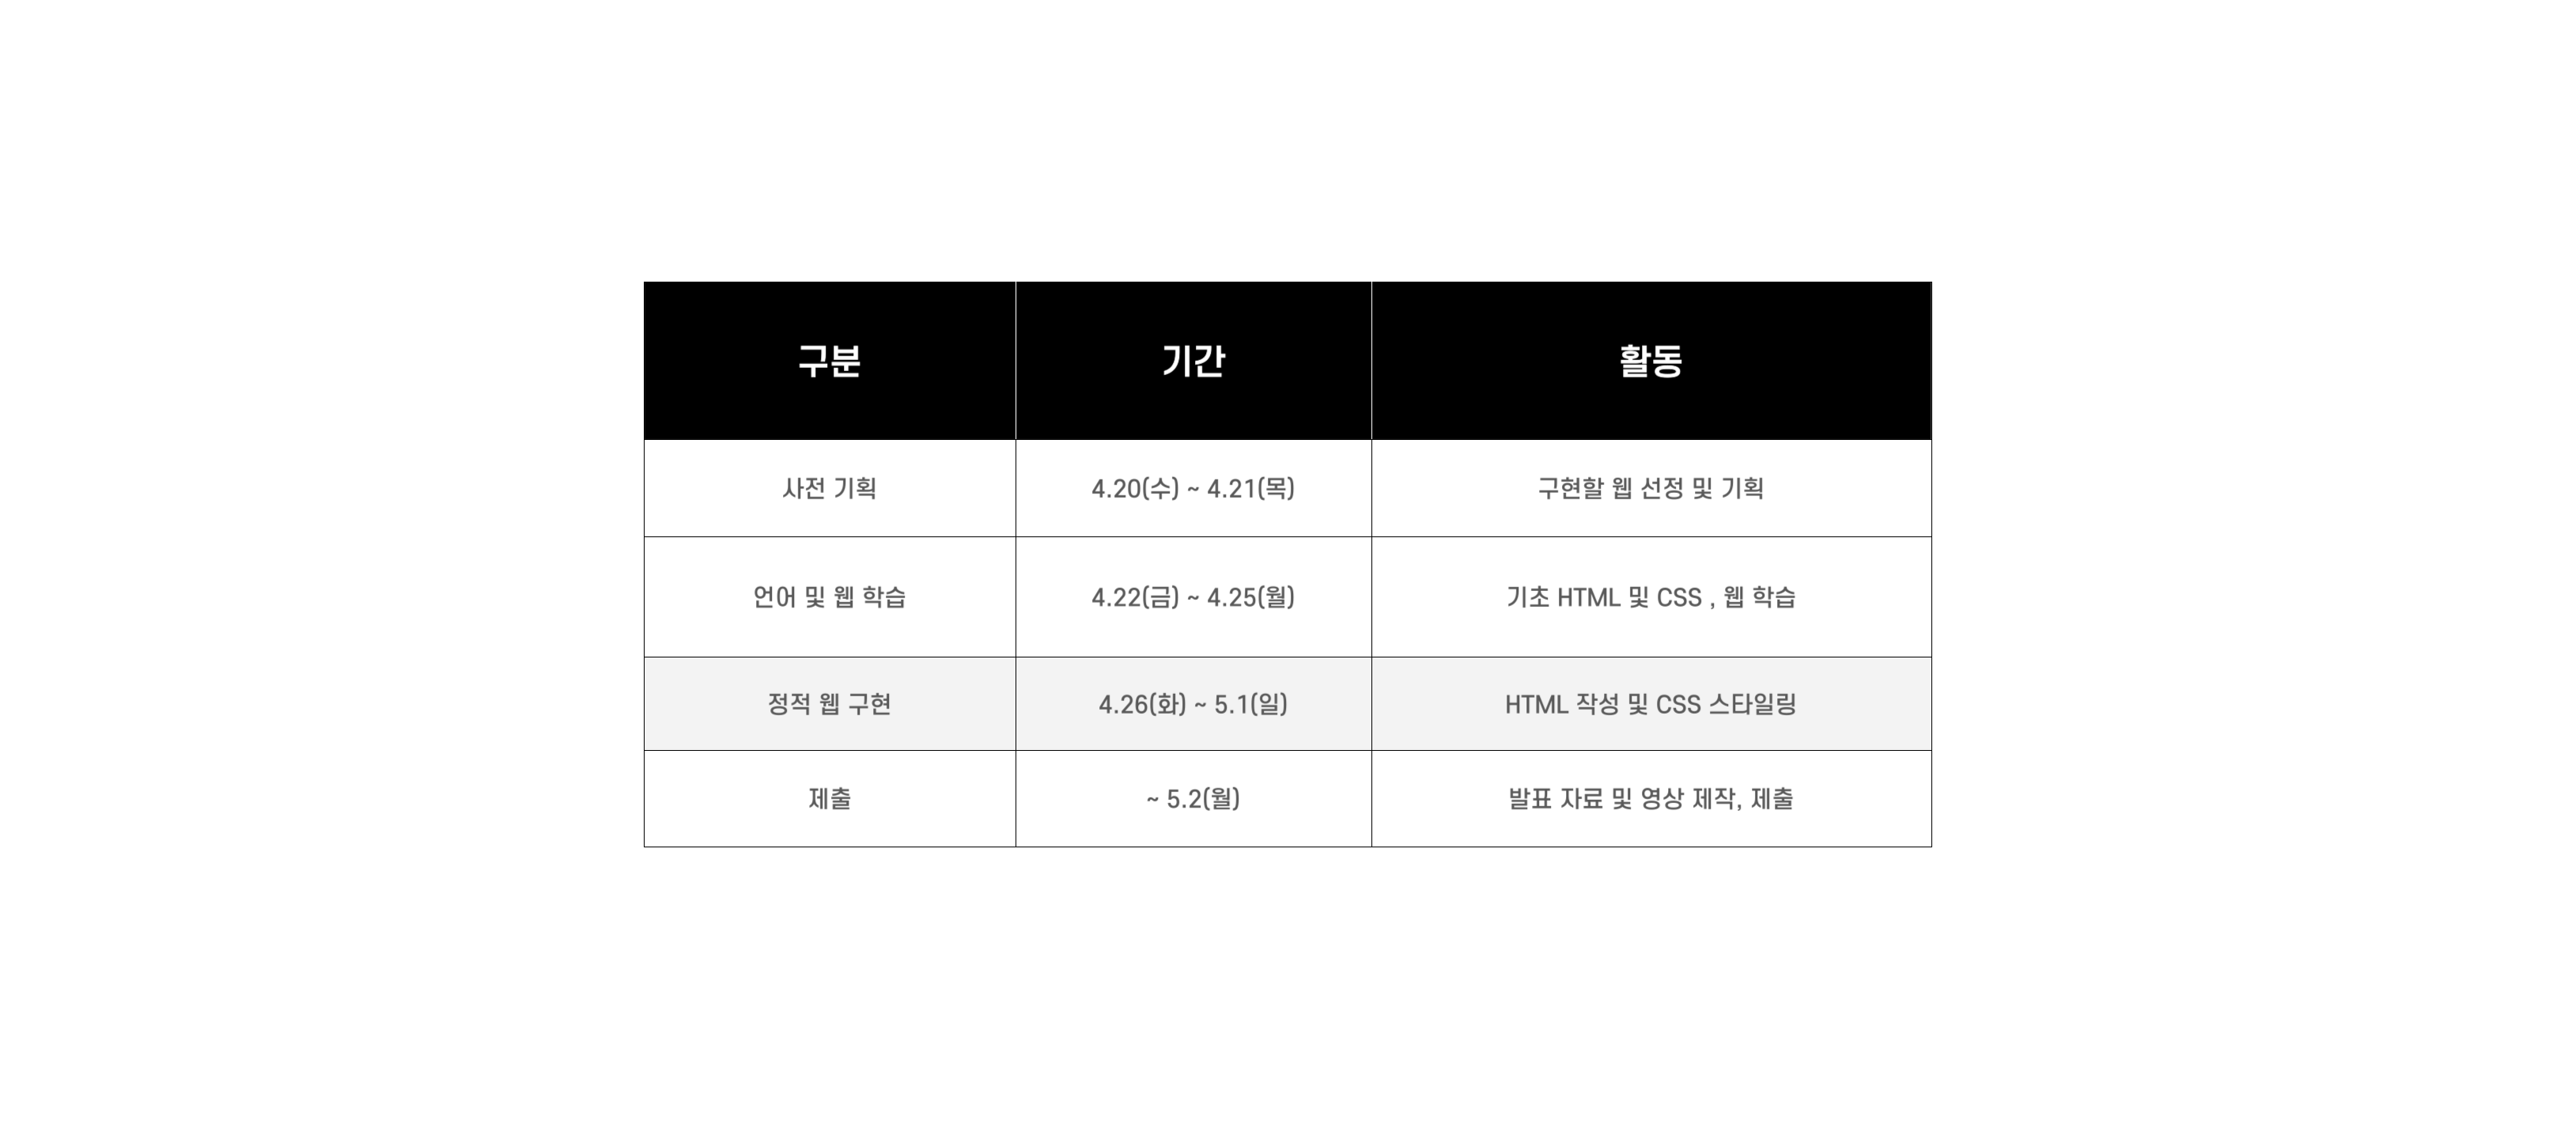 구분 기간 활동
사전 기획 4.20(수) ~ 4.21(목) 구현할 웹 선정 및 기획
언어 및 웹 학습 4.22(금) ~ 4.25(월) 기초 HTML 및 CSS , 웹 학습
정적 웹 구현 4.26(화) ~ 5.1(일) HTML 작성 및 CSS 스타일링
제출 ~ 5.2(월) 발표 자료 및 영상 제작, 제출